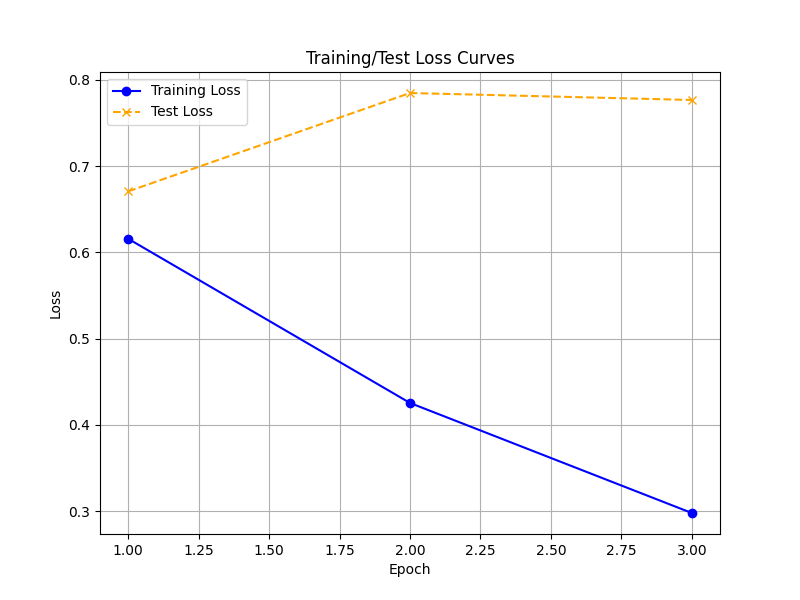 Training/Test Loss Curves
Training Loss
Test Loss
0.8
0.7
0.6
0.5
0.4
0.3
Loss
1.00 1.25 1.50 1.75 2.00 2.25 2.50 2.75 3.00
Epoch